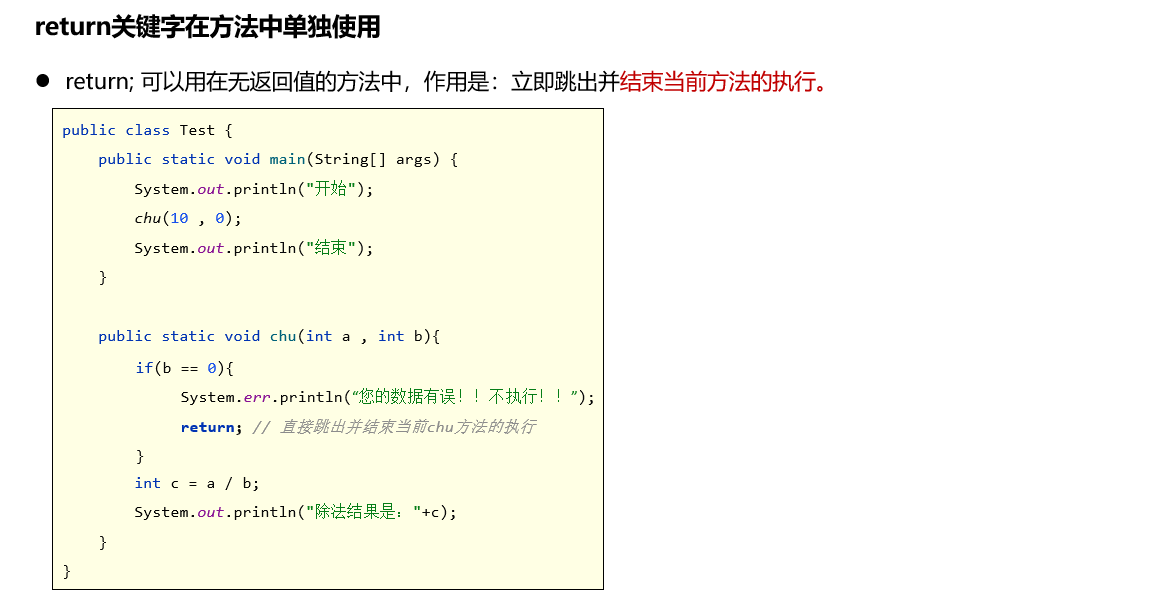 return关键字在方法中单独使用
● return; 可以用在无返回值的方法中，作用是：立即跳出并结束当前方法的执行。
public class Test {
    public static void main(String[] args) {
        System.out.println("开始");
        chu(10 , 0);
        System.out.println("结束");
    }
    public static void chu(int a , int b){
        if(b == 0){
             System.err.println(“您的数据有误！！不执行！！”);
             return; // 直接跳出并结束当前chu方法的执行
        }
        int c = a / b;
        System.out.println("除法结果是："+c);
    }
}